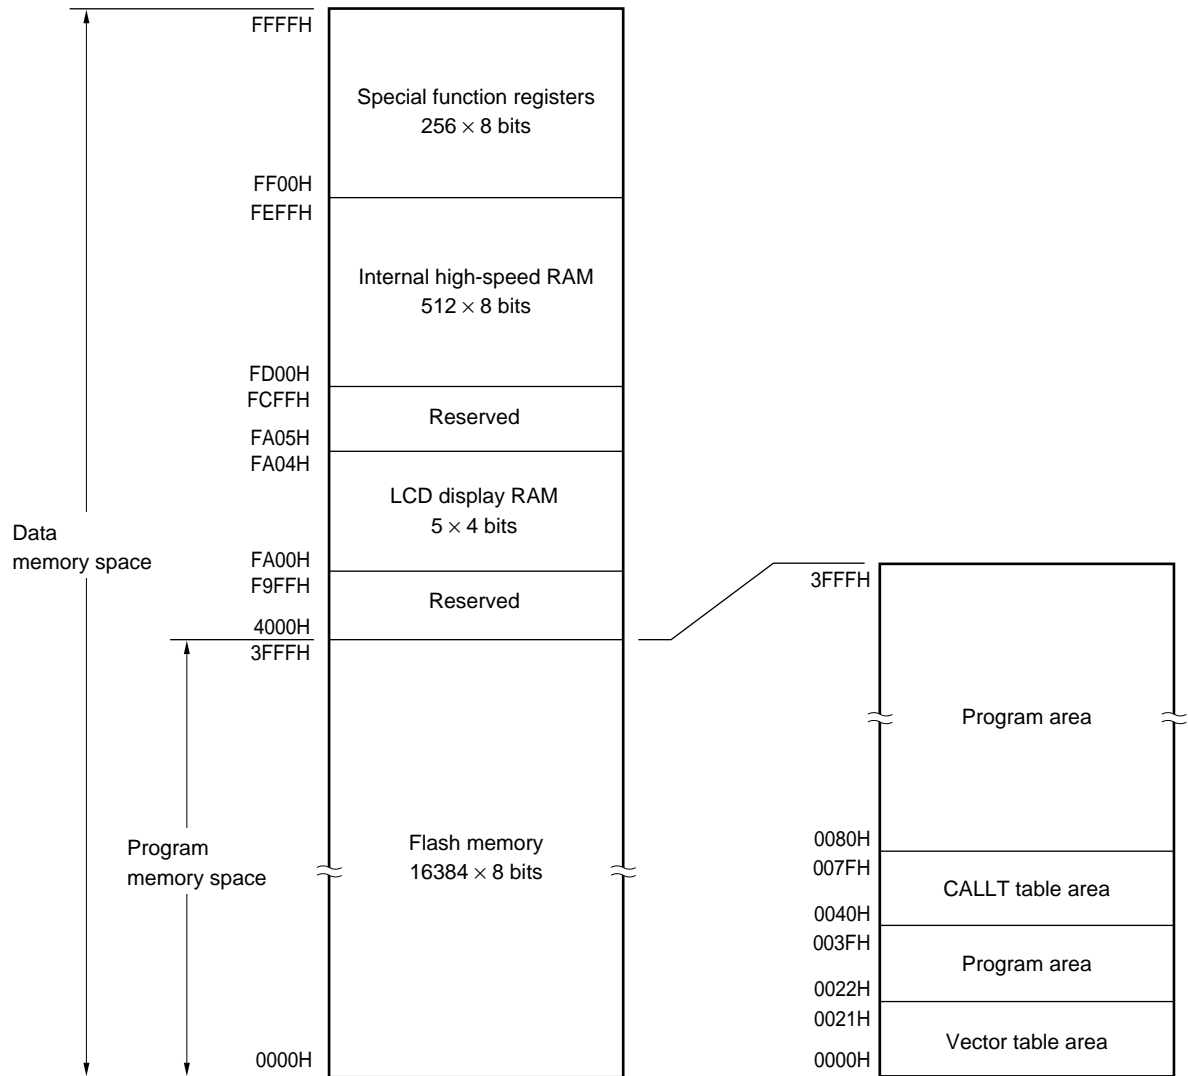 FFFFH
Special function registers
256 × 8 bits
FF00H
FEFFH
Internal high-speed RAM
512 × 8 bits
FD00H
FCFFH
Reserved
FA05H
FA04H
LCD display RAM
5 × 4 bits
Data
memory space
FA00H
F9FFH
Reserved
4000H
3FFFH
Program
memory space
Flash memory
16384 × 8 bits
0000H
3FFFH
Program area
0080H
007FH
CALLT table area
0040H
003FH
Program area
0022H
0021H
Vector table area
0000H